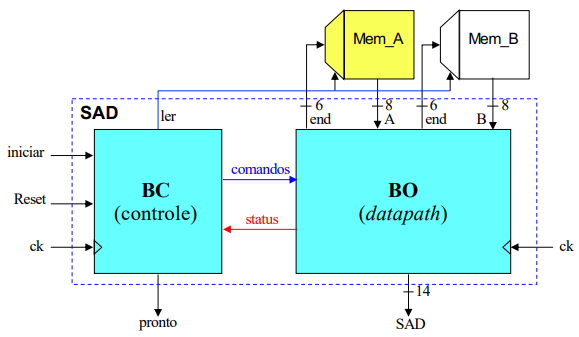 Mem_A
Mem_B
6
8
6
8
SAD
ler
end
A
end
B
iniciar
BC
(controle)
comandos
BO
(datapath)
Reset
status
ck
ck
14
pronto
SAD